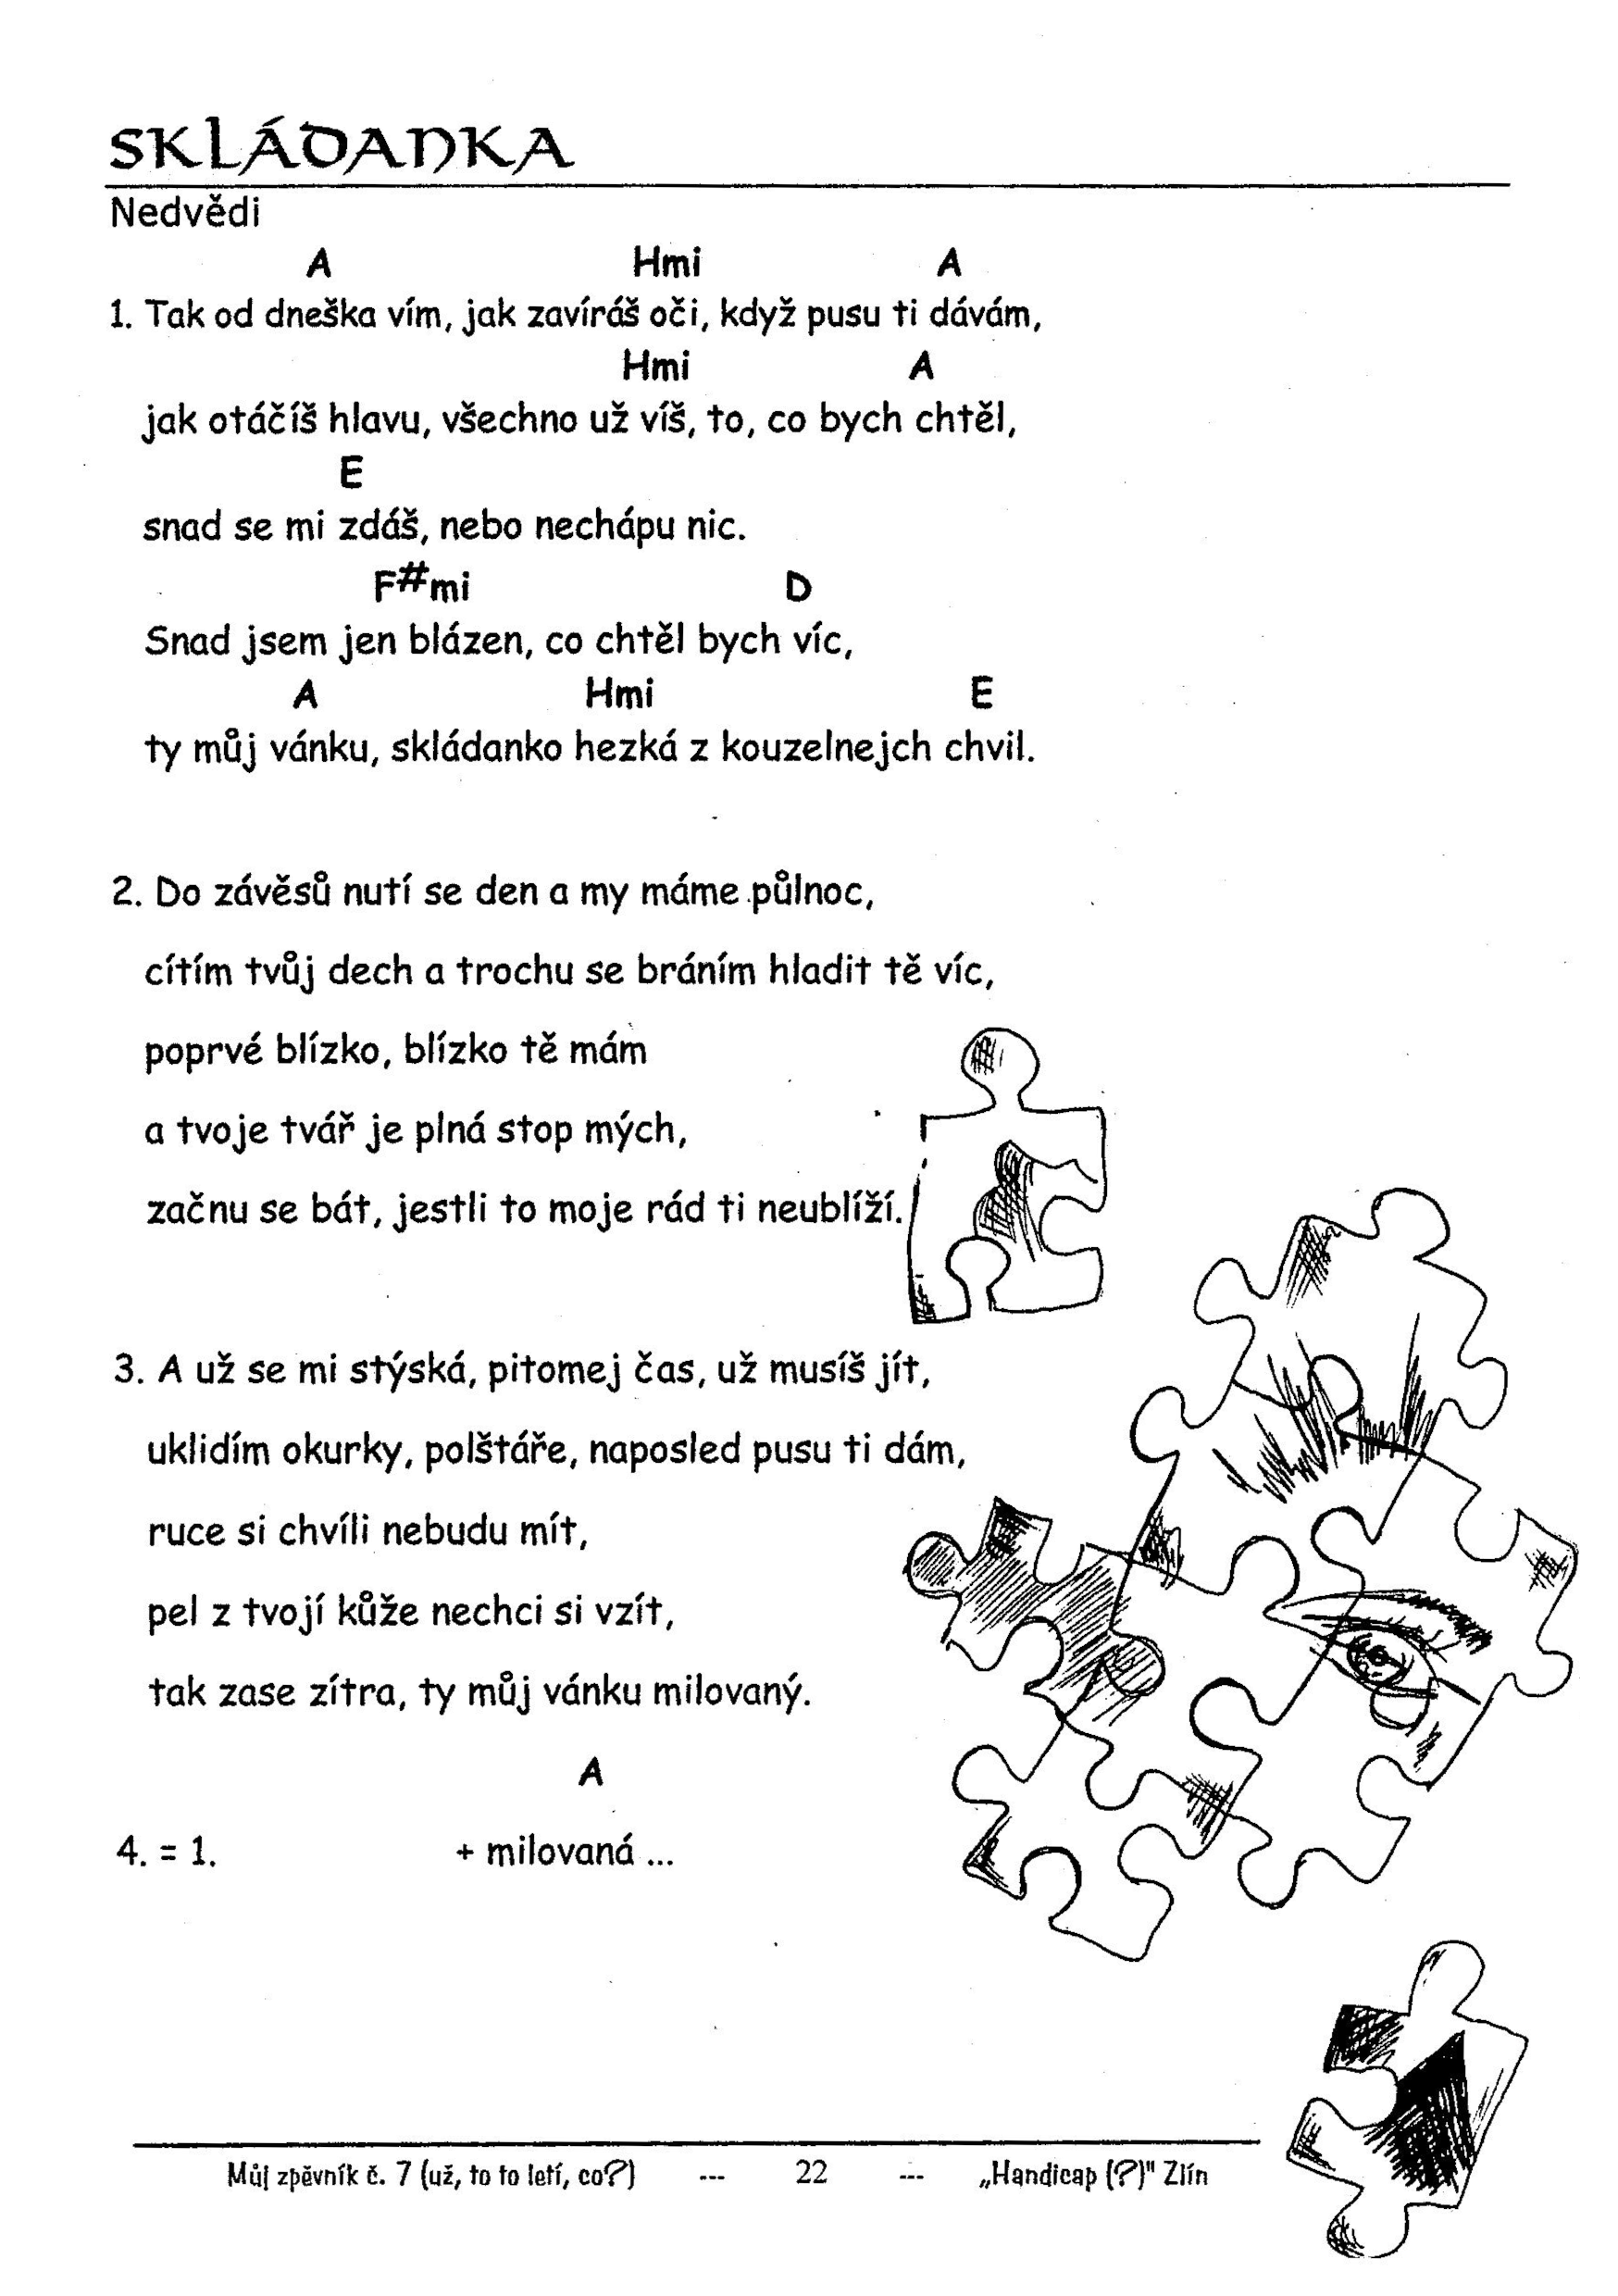 SKLÁDANKA
Nedvědi
A Hmi A
1. Tak od dneška vím, jak zavíráš oči, když pusu ti dávám,
Hmi A
jak otáčíš hlavu, všechno už víš, to, co bych chtěl,
E
snad se mi zdáš, nebo nechápu nic.
F#mi D
Snad jsem jen blázen, co chtěl bych víc,
A Hmi E
ty můj vánku, skládanko hezká z kouzelnejch chvil.
2. Do závěsů nutí se den a my máme půlnoc,
cítím tvůj dech a trochu se bráním hladit tě víc,
poprvé blízko, blízko tě mám
a tvoje tvář je plná stop mých,
začnu se bát, jestli to moje rád ti neublíží.
3. A už se mi stýská, pitomej čas, už musíš jít,
uklidím okurky, polštáře, naposled pusu ti dám,
ruce si chvíli nebudu mít,
pel z tvojí kůže nechci si vzít,
tak zase zítra, ty můj vánku milovaný.
A
4. = 1. + milovaná ...
Můj zpěvník č. 7 (už, to to letí, co?) --- 22 --- „Handicap (?)" Zlín